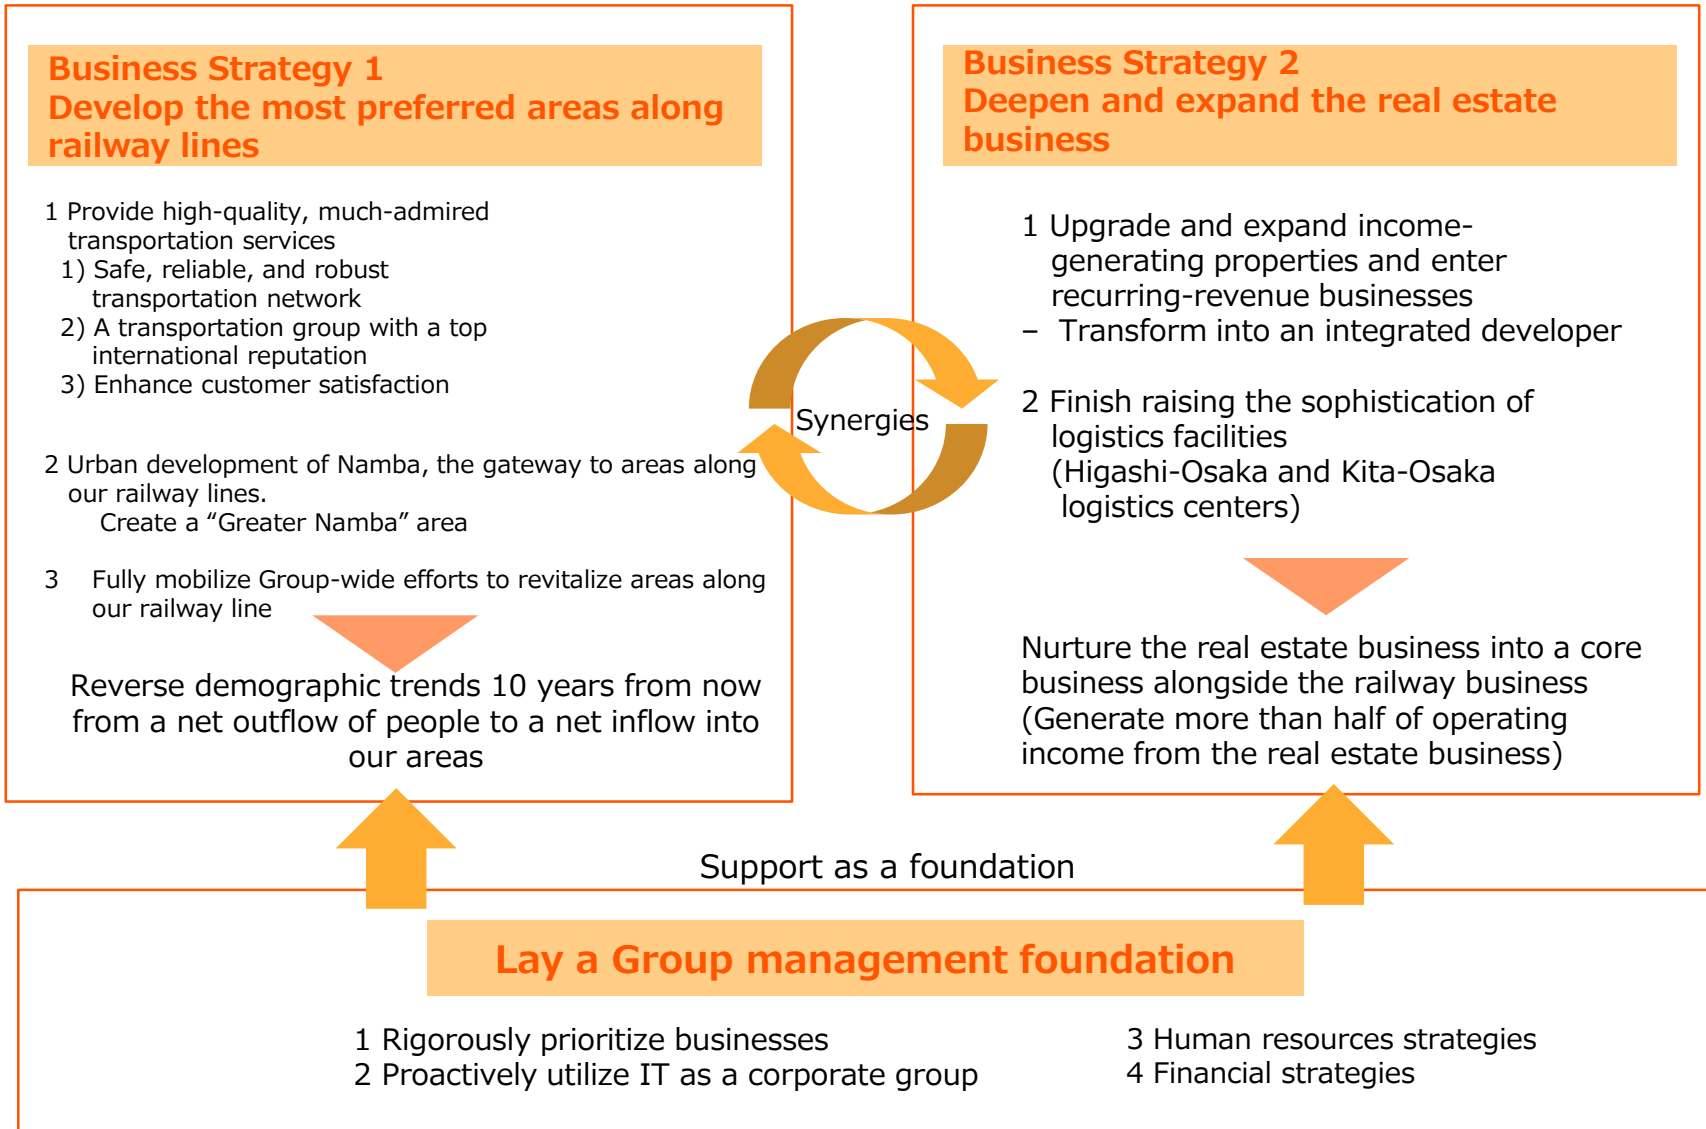 Business Strategy 1
Develop the most preferred areas along
railway lines
1 Provide high-quality, much-admired
transportation services
1) Safe, reliable, and robust
transportation network
2) A transportation group with a top
international reputation
3) Enhance customer satisfaction
2 Urban development of Namba, the gateway to areas along
our railway lines.
Create a “Greater Namba” area
3 Fully mobilize Group-wide efforts to revitalize areas along
our railway line
Reverse demographic trends 10 years from now
from a net outflow of people to a net inflow into
our areas
Synergies
Business Strategy 2
Deepen and expand the real estate
business
1 Upgrade and expand income-
generating properties and enter
recurring-revenue businesses
– Transform into an integrated developer
2 Finish raising the sophistication of
logistics facilities
(Higashi-Osaka and Kita-Osaka
logistics centers)
Nurture the real estate business into a core
business alongside the railway business
(Generate more than half of operating
income from the real estate business)
Support as a foundation
Lay a Group management foundation
1 Rigorously prioritize businesses
2 Proactively utilize IT as a corporate group
3 Human resources strategies
4 Financial strategies